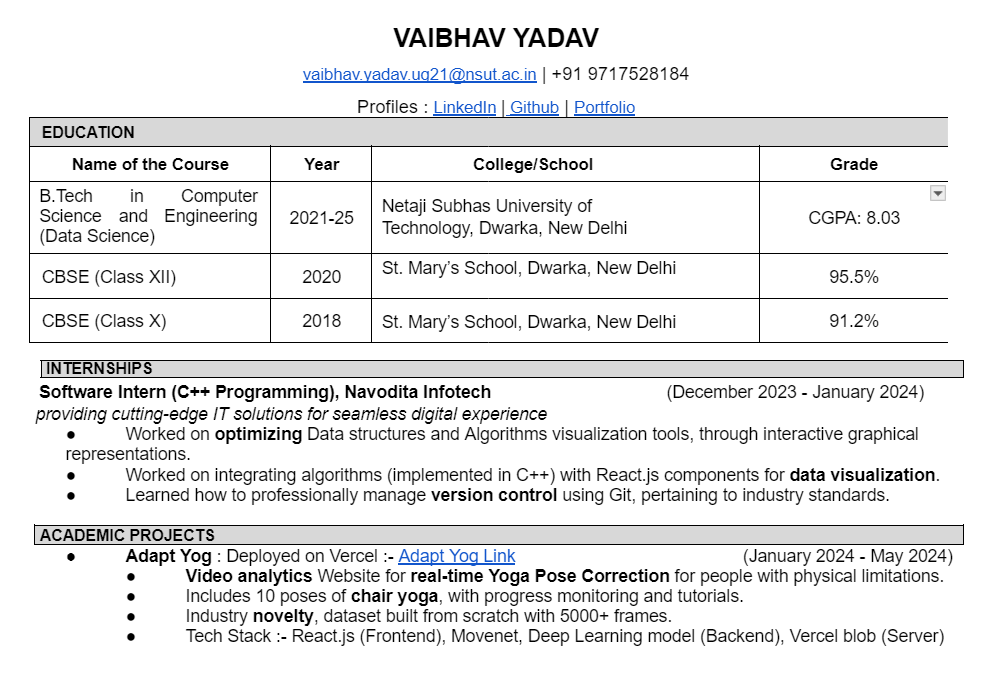 VAIBHAV YADAV
vaibhav.yadav.ug21@nsut.ac.in | +91 9717528184
Profiles : LinkedIn | Github | Portfolio
EDUCATION
Name of the Course Year College/School Grade
B.Tech in Computer Science and Engineering (Data Science) 2021-25 Netaji Subhas University of Technology, Dwarka, New Delhi CGPA: 8.03
CBSE (Class XII) 2020 St. Mary’s School, Dwarka, New Delhi 95.5%
CBSE (Class X) 2018 St. Mary’s School, Dwarka, New Delhi 91.2%
INTERNSHIPS
Software Intern (C++ Programming), Navodita Infotech (December 2023 - January 2024)
providing cutting-edge IT solutions for seamless digital experience
● Worked on optimizing Data structures and Algorithms visualization tools, through interactive graphical
representations.
● Worked on integrating algorithms (implemented in C++) with React.js components for data visualization.
● Learned how to professionally manage version control using Git, pertaining to industry standards.
ACADEMIC PROJECTS
● Adapt Yog : Deployed on Vercel :- Adapt Yog Link (January 2024 - May 2024)
● Video analytics Website for real-time Yoga Pose Correction for people with physical limitations.
● Includes 10 poses of chair yoga, with progress monitoring and tutorials.
● Industry novelty, dataset built from scratch with 5000+ frames.
● Tech Stack :- React.js (Frontend), Movenet, Deep Learning model (Backend), Vercel blob (Server)